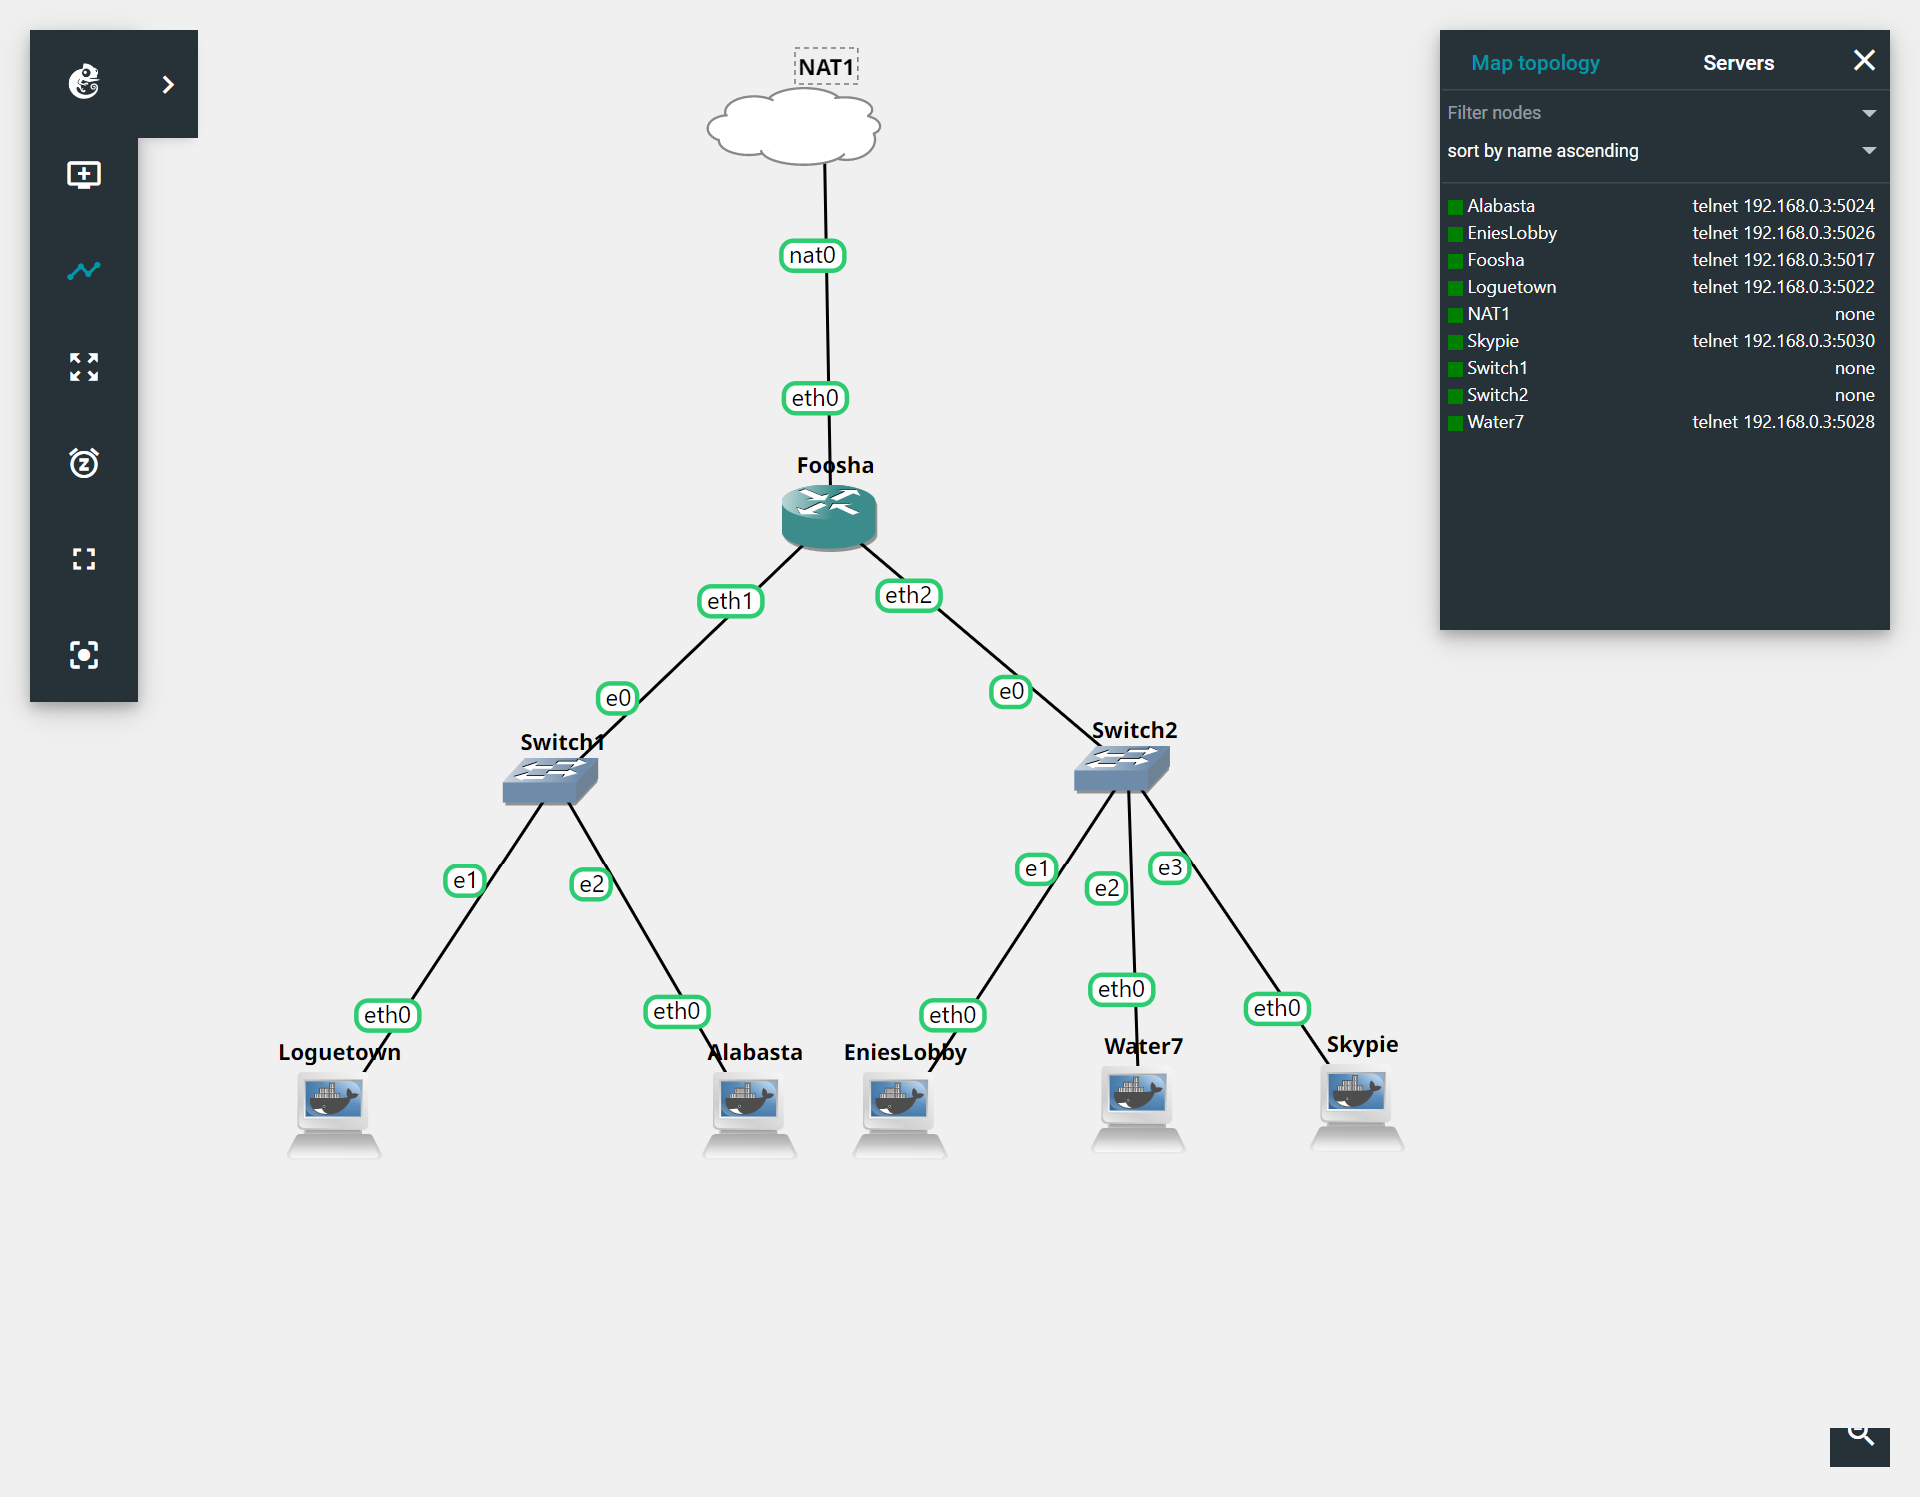 NAT1
nat0
eth0
Foosha
eth1
eth2
e0
e0
Switch1
Switch2
e1
e2
e1
e2
e3
eth0
eth0
eth0
eth0
eth0
Loguetown
Alabasta
EniesLobby
Water7
Skypie
Map topology
Servers
Filter nodes
sort by name ascending
Alabasta telnet 192.168.0.3:5024
EniesLobby telnet 192.168.0.3:5026
Foosha telnet 192.168.0.3:5017
Loguetown telnet 192.168.0.3:5022
NAT1 none
Skypie telnet 192.168.0.3:5030
Switch1 none
Switch2 none
Water7 telnet 192.168.0.3:5028